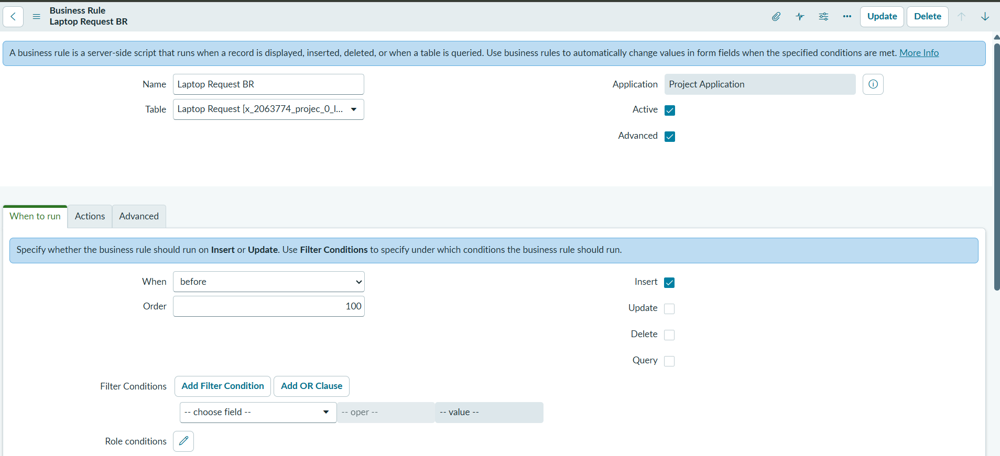 Business Rule
Laptop Request BR
Update
Delete
A business rule is a server-side script that runs when a record is displayed, inserted, deleted, or when a table is queried. Use business rules to automatically change values in form fields when the specified conditions are met. More Info
Name
Laptop Request BR
Application
Project Application
Table
Laptop Request [x_2063774_projec_0_l...
Active
Advanced
When to run
Actions
Advanced
Specify whether the business rule should run on Insert or Update. Use Filter Conditions to specify under which conditions the business rule should run.
When
before
Insert
Order
100
Update
Delete
Query
Filter Conditions
Add Filter Condition
Add OR Clause
-- choose field --
-- oper --
-- value --
Role conditions